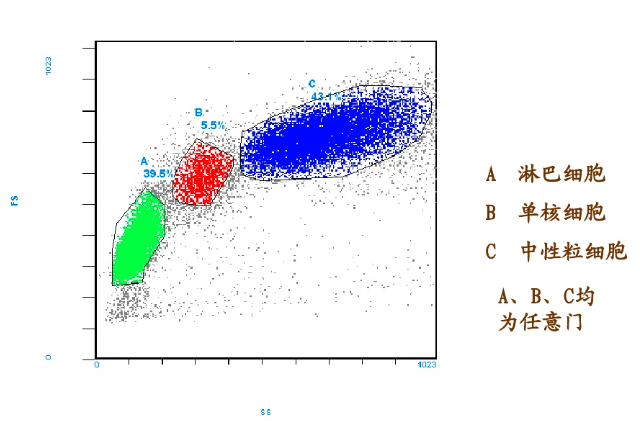 1023
FS
0
A
39.5%
B
5.5%
C
43.1%
0
1023
SS
A 淋巴细胞
B 单核细胞
C 中性粒细胞
A、B、C均
为任意门